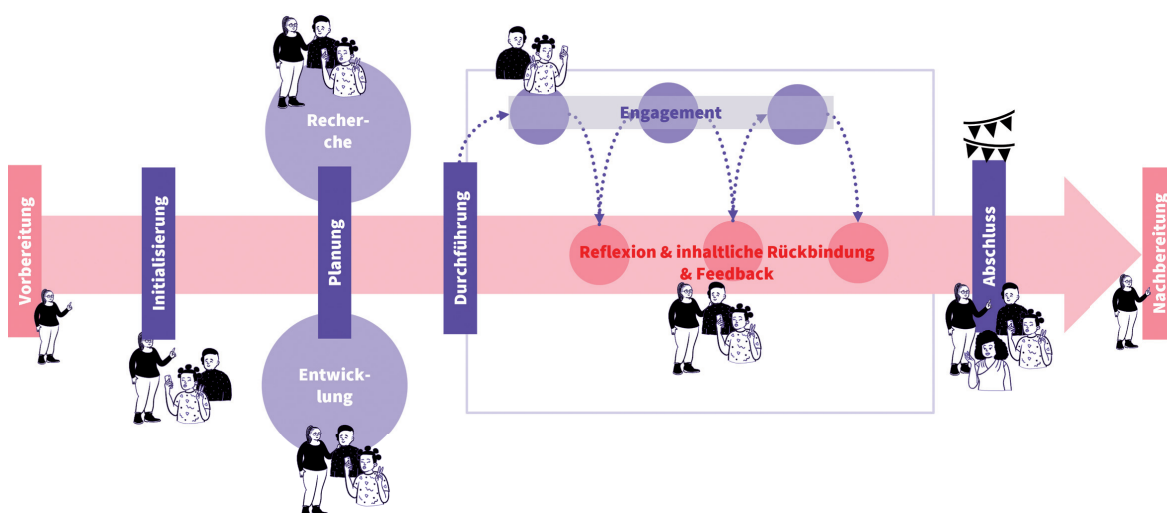 Vorbereitung
Initialisierung
Recher-
che
Planung
Entwick-
lung
Durchführung
Engagement
Reflexion & inhaltliche Rückbindung
& Feedback
Abschluss
Nachbereitung